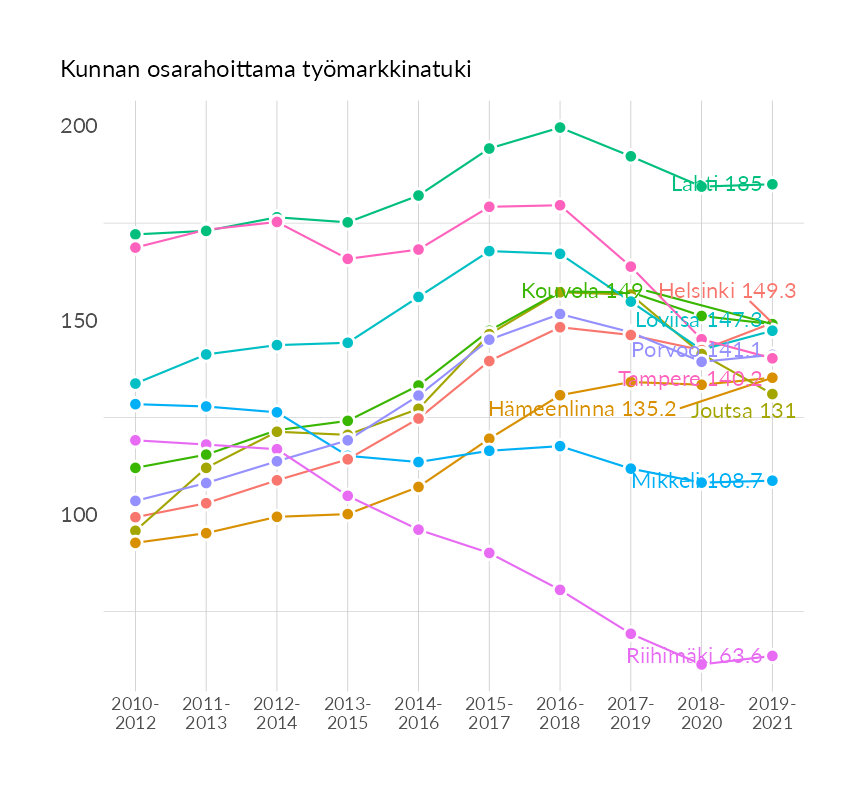 Kunnan osarahoittama työmarkkinatuki
200
Lahti 185
Kouvola 149
Helsinki 149.3
150
Loviisa 147.3
Porvoo 141.1
Tampere 140.2
Hämeenlinna 135.2
Joutsa 131
Mikkeli 108.7
100
Riihimäki 63.6
2010- 2011- 2012- 2013- 2014- 2015- 2016- 2017- 2018- 2019-
2012 2013 2014 2015 2016 2017 2018 2019 2020 2021